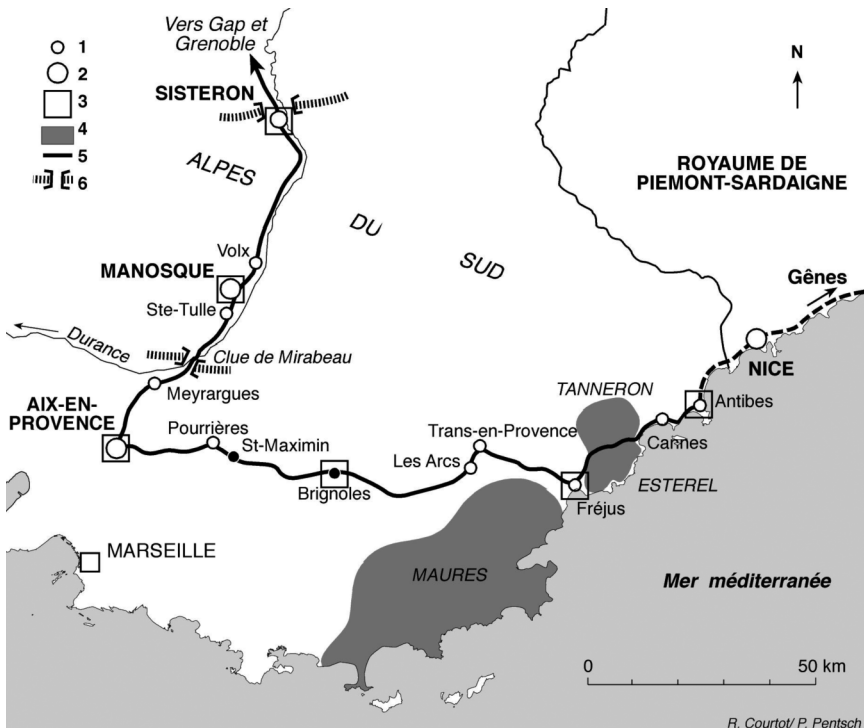 Vers Gap et
Grenoble
1
2
3
4
5
6
SISTERON
N
ALPES
DU
SUD
ROYAUME DE
PIEMONT-SARDAIGNE
Volx
MANOSQUE
Ste-Tulle
Gênes
Durance
Clue de Mirabeau
NICE
Meyrargues
TANNERON
Antibes
AIX-EN-
PROVENCE
Pourrières
St-Maximin
Trans-en-Provence
Cannes
Les Arcs
Brignoles
ESTEREL
Fréjus
MARSEILLE
MAURES
Mer méditerranée
0
50 km
R. Courtot/ P. Pentsch